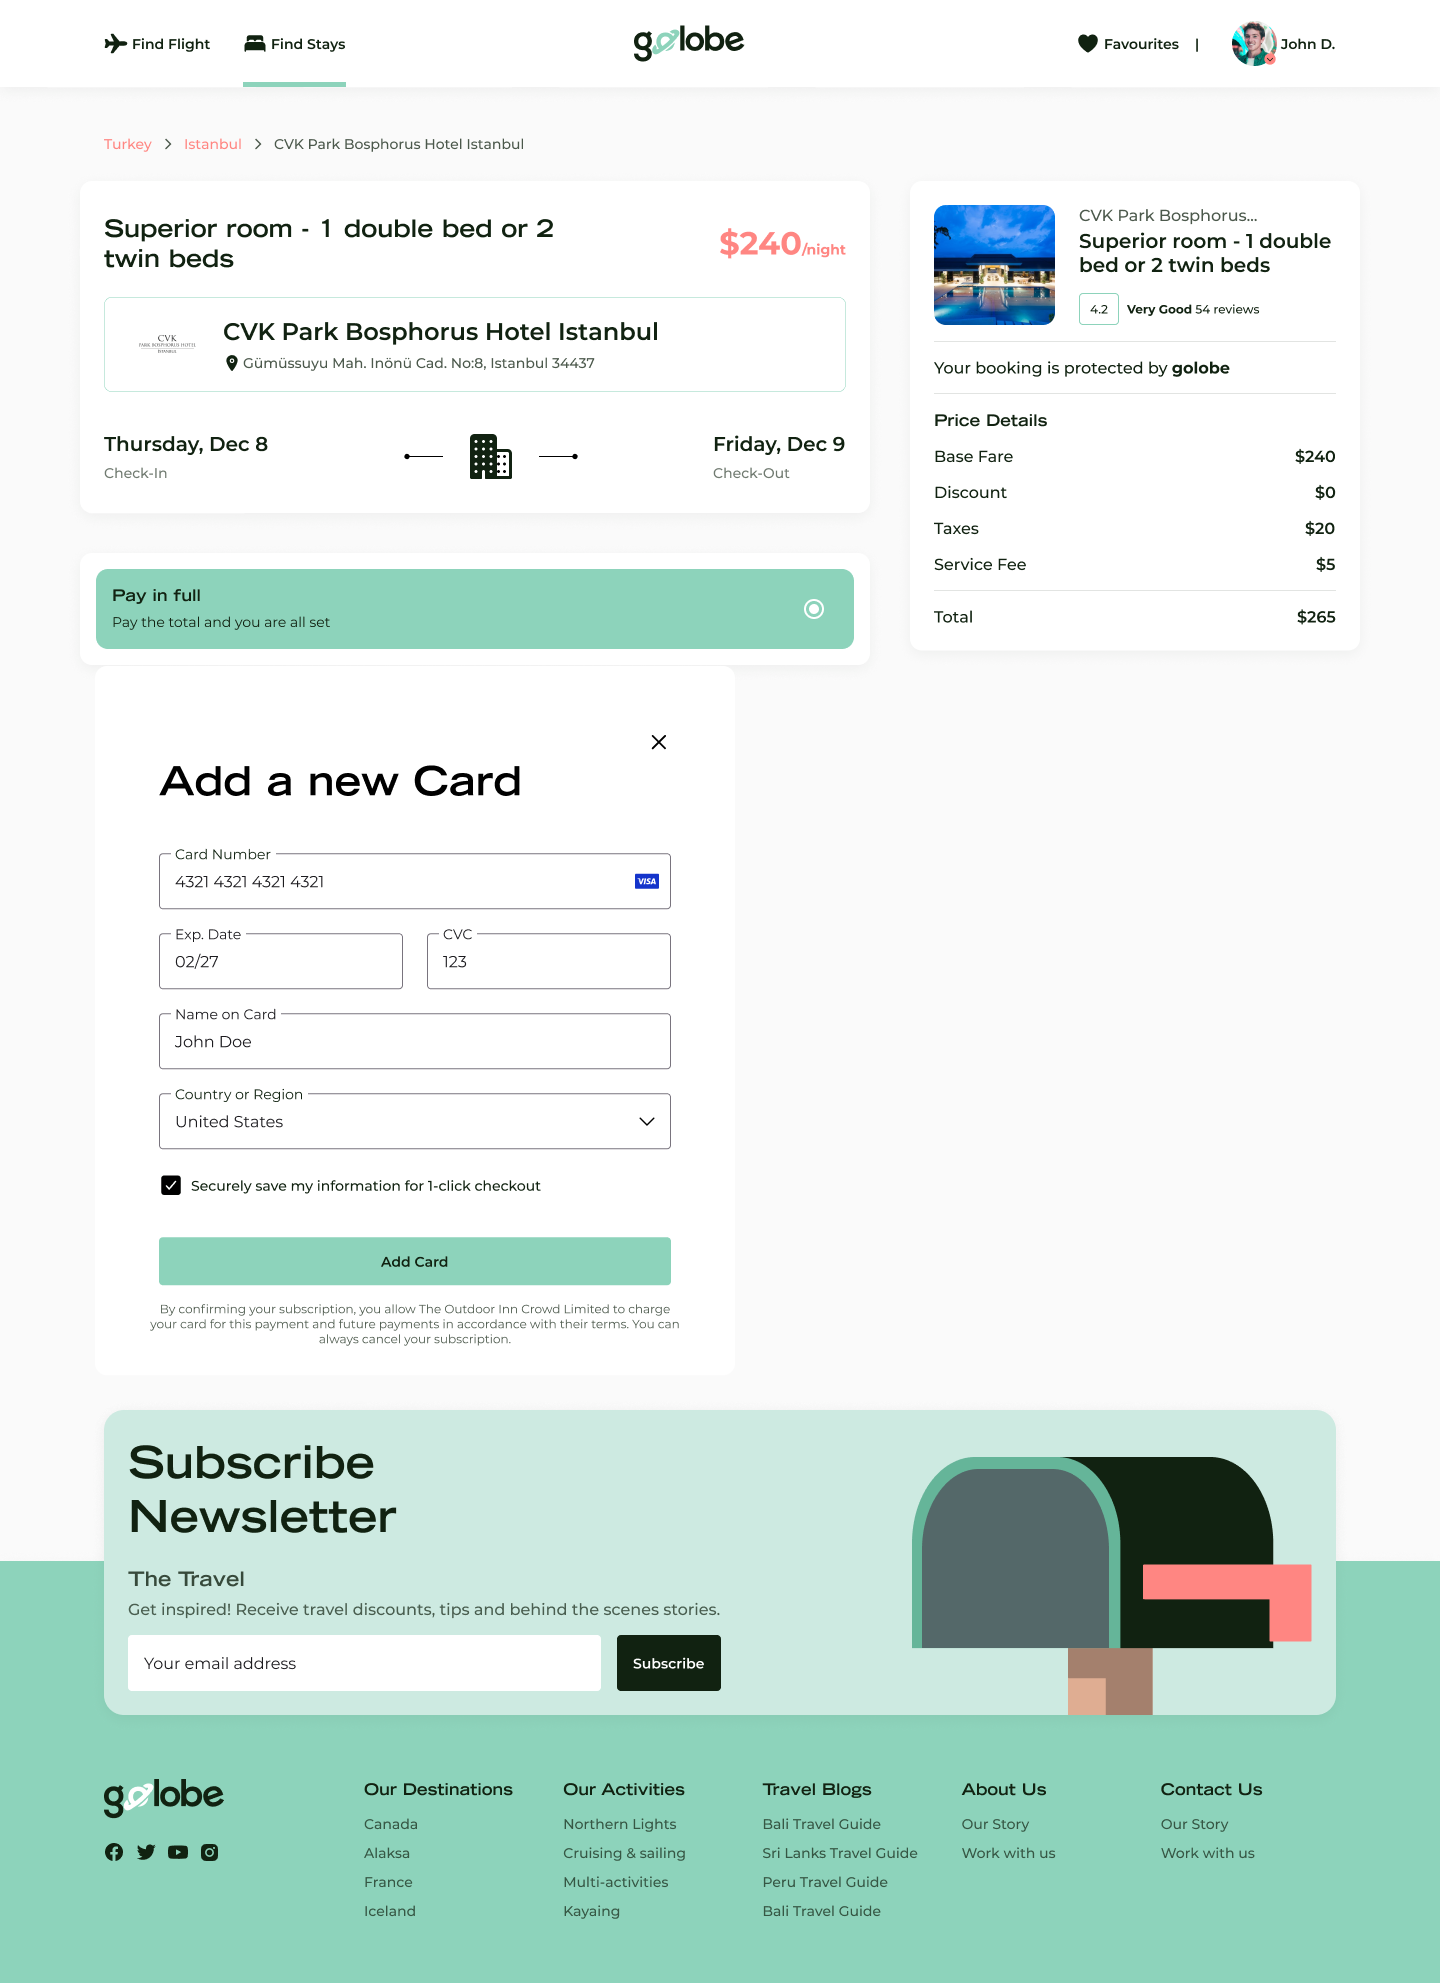 Find Flight
Find Stays
golobe
Favourites
|
John D.
Turkey
Istanbul
CVK Park Bosphorus Hotel Istanbul
Superior room - 1 double bed or 2
twin beds
$240/night
CVK
PARK BOSPHORUS HOTEL
ISTANBUL
CVK Park Bosphorus Hotel Istanbul
Gümüssuyu Mah. Inönü Cad. No:8, Istanbul 34437
Thursday, Dec 8
Check-In
Friday, Dec 9
Check-Out
CVK Park Bosphorus...
Superior room - 1 double
bed or 2 twin beds
4.2
Very Good 54 reviews
Your booking is protected by golobe
Price Details
Base Fare
$240
Discount
$0
Taxes
$20
Service Fee
$5
Total
$265
Pay in full
Pay the total and you are all set
Add a new Card
Card Number
4321 4321 4321 4321
VISA
Exp. Date
02/27
CVC
123
Name on Card
John Doe
Country or Region
United States
Securely save my information for 1-click checkout
Add Card
By confirming your subscription, you allow The Outdoor Inn Crowd Limited to charge
your card for this payment and future payments in accordance with their terms. You can
always cancel your subscription.
Subscribe
Newsletter
The Travel
Get inspired! Receive travel discounts, tips and behind the scenes stories.
Your email address
Subscribe
golobe
Our Destinations
Canada
Alaksa
France
Iceland
Our Activities
Northern Lights
Cruising & sailing
Multi-activities
Kayaing
Travel Blogs
Bali Travel Guide
Sri Lanks Travel Guide
Peru Travel Guide
Bali Travel Guide
About Us
Our Story
Work with us
Contact Us
Our Story
Work with us